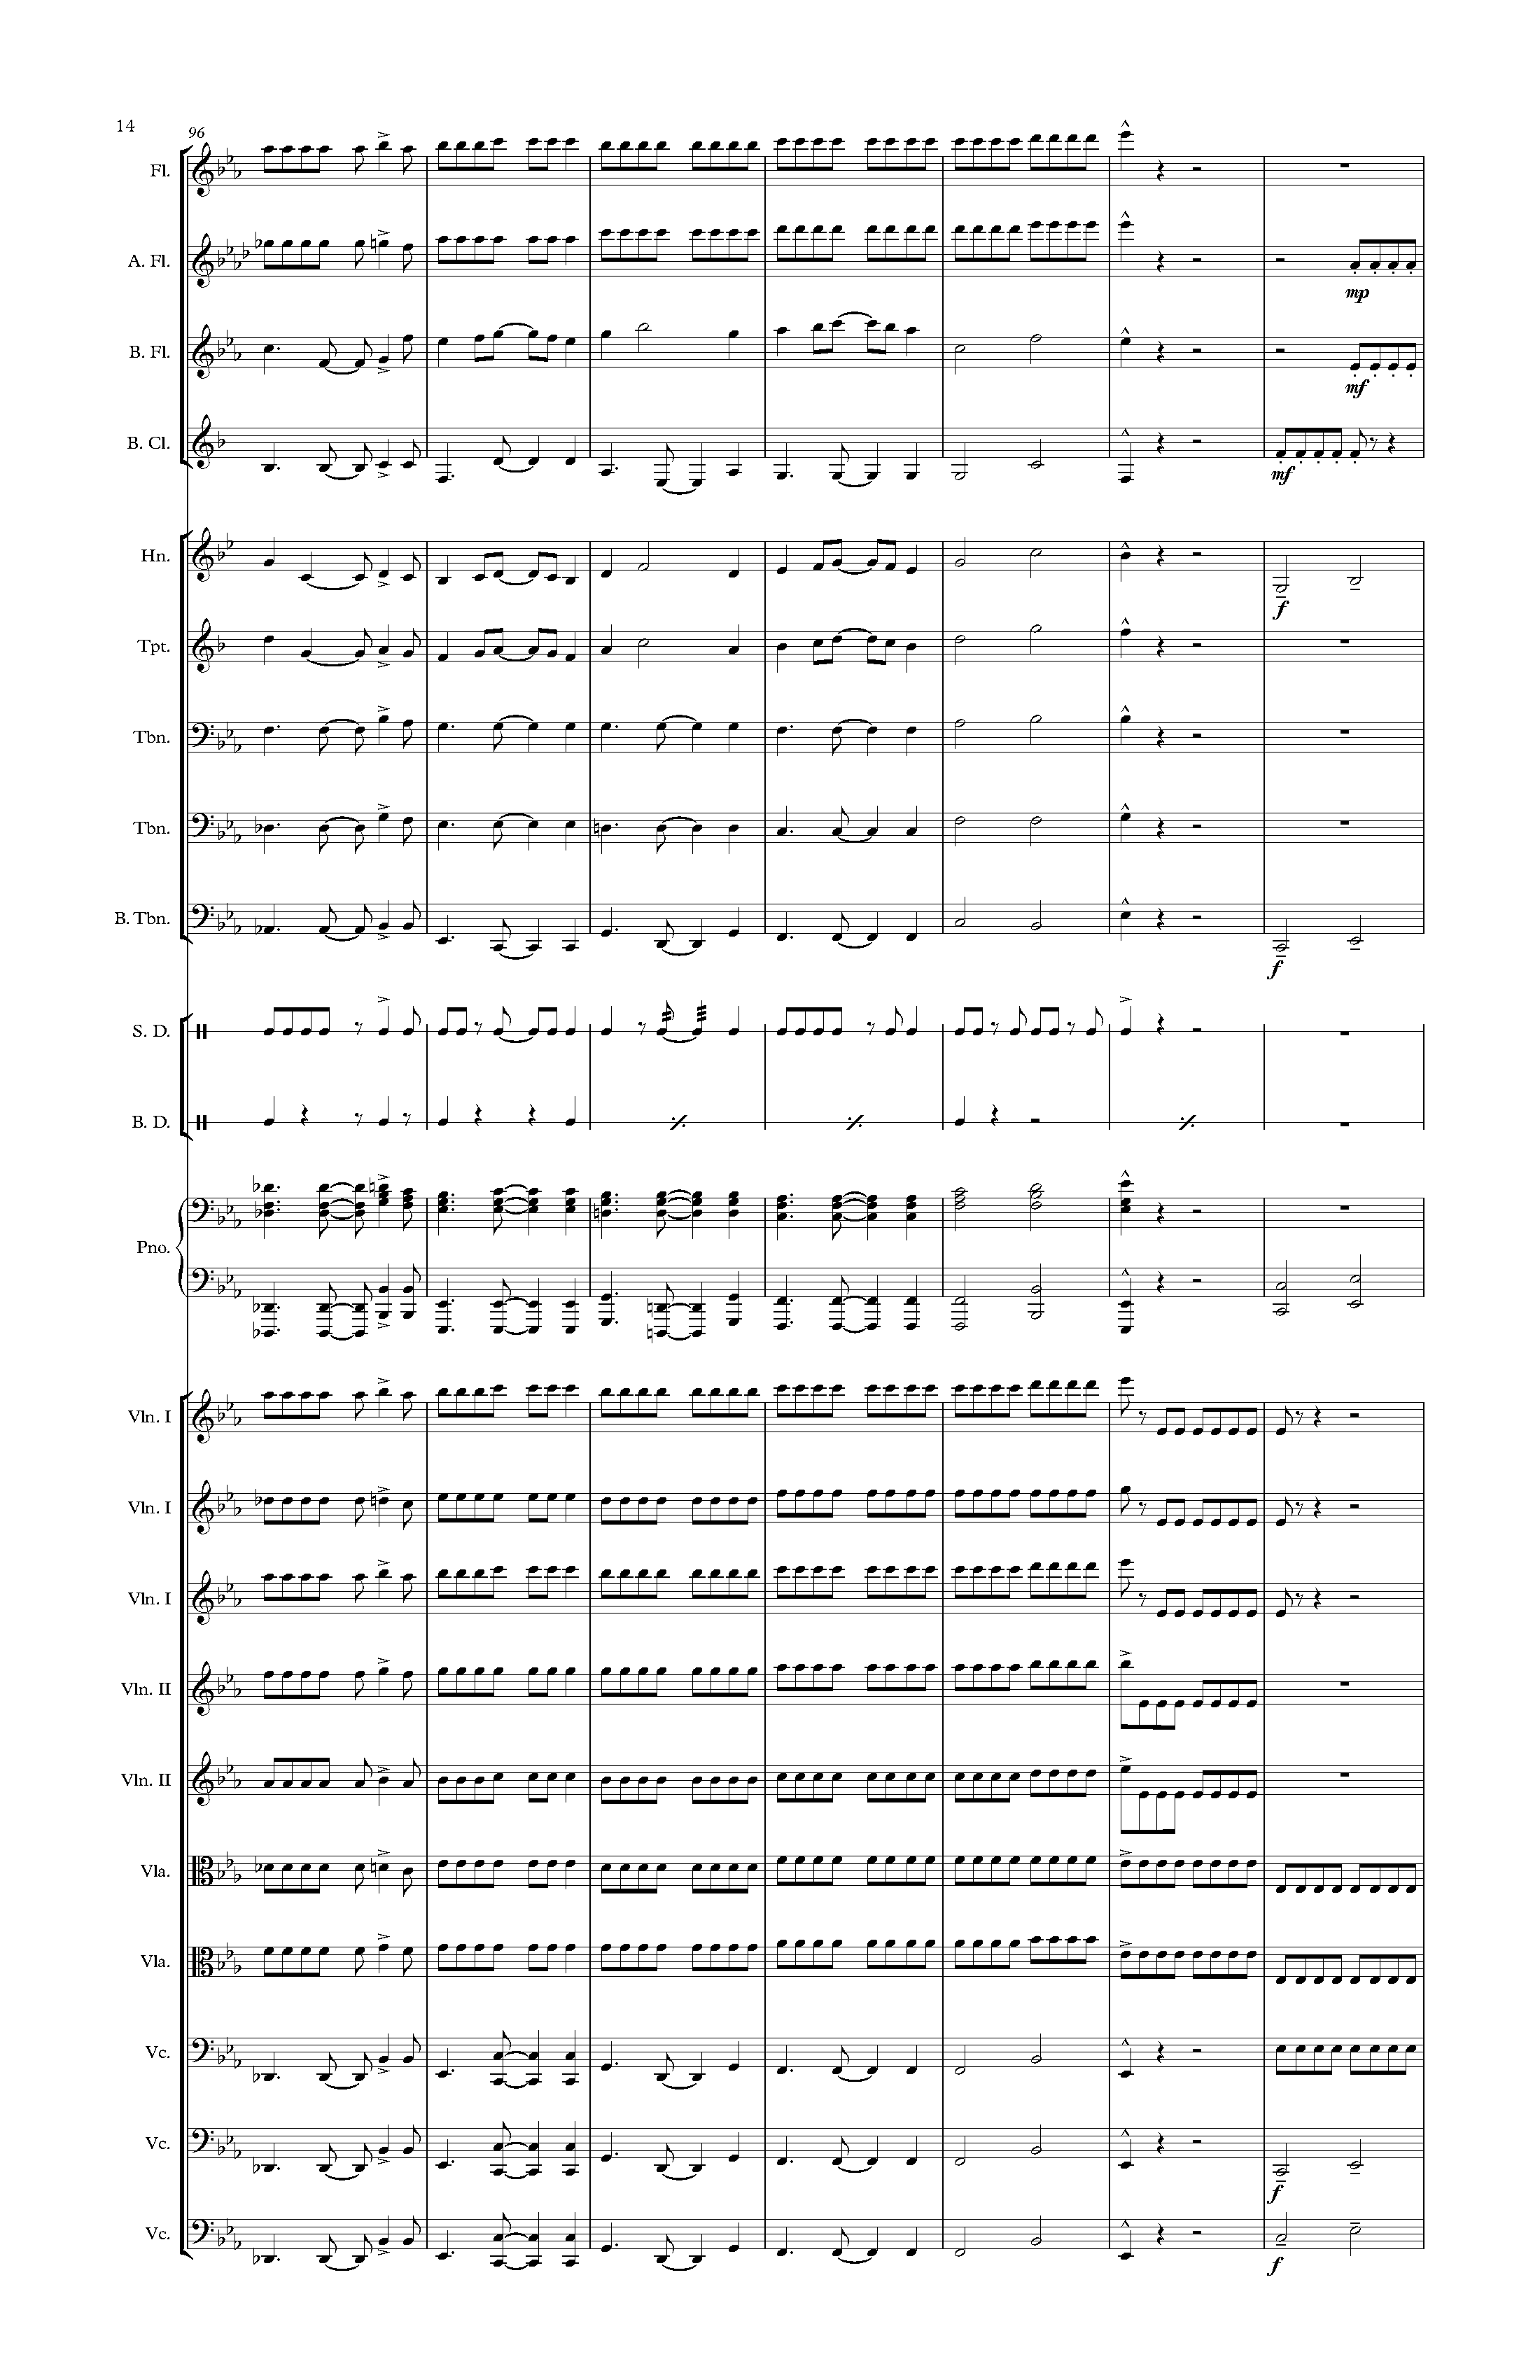 14
96
Fl.
A. Fl.
mp
B. Fl.
mf
B. Cl.
mf
Hn.
f
Tpt.
Tbn.
Tbn.
B. Tbn.
f
S. D.
B. D.
Pno.
Vln. I
Vln. I
Vln. I
Vln. II
Vln. II
Vla.
Vla.
Vc.
Vc.
f
Vc.
f